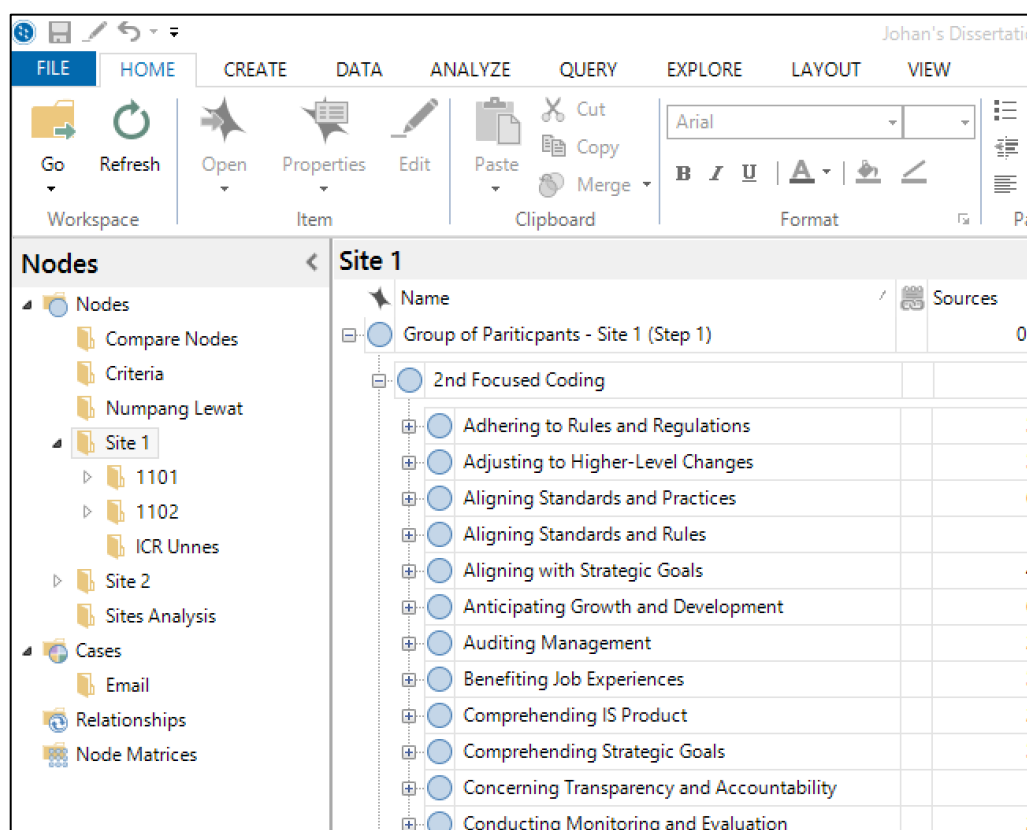 Johan's Dissertati
FILE HOME CREATE DATA ANALYZE QUERY EXPLORE LAYOUT VIEW
Go Refresh Open Properties Edit Paste Cut Copy Merge Arial
B I U A
Workspace Item Clipboard Format Pa
Nodes
Nodes
Compare Nodes
Criteria
Numpang Lewat
Site 1
1101
1102
ICR Unnes
Site 2
Sites Analysis
Cases
Email
Relationships
Node Matrices
Site 1
Name Sources
Group of Pariticpants - Site 1 (Step 1) 0
2nd Focused Coding
Adhering to Rules and Regulations
Adjusting to Higher-Level Changes
Aligning Standards and Practices
Aligning Standards and Rules
Aligning with Strategic Goals
Anticipating Growth and Development
Auditing Management
Benefiting Job Experiences
Comprehending IS Product
Comprehending Strategic Goals
Concerning Transparency and Accountability
Conducting Monitoring and Evaluation